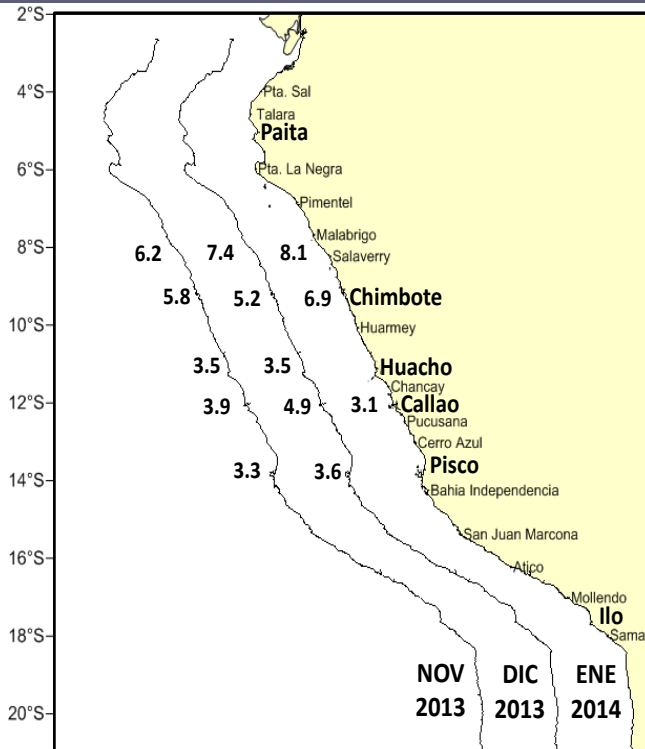 2°S
4°S
Pta. Sal
Talara
Paita
6°S
Pta. La Negra
Pimentel
Malabrigo
8°S
6.2 7.4 8.1
Salaverry
5.8 5.2 6.9 Chimbote
10°S
Huarmey
3.5 3.5 Huacho
Chancay
12°S
3.9 4.9 3.1 Callao
Pucusana
Cerro Azul
3.3 3.6 Pisco
14°S
Bahia Independencia
San Juan Marcona
16°S
Atico
Mollendo
Ilo
18°S
Sama
NOV DIC ENE
2013 2013 2014
20°S